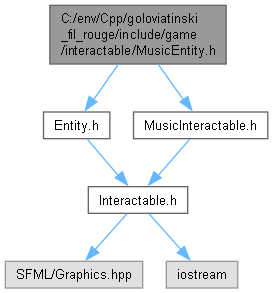 C:/env/Cpp/goloviatinski
_fil_rouge/include/game
/interactable/MusicEntity.h
Entity.h
MusicInteractable.h
Interactable.h
SFML/Graphics.hpp
iostream